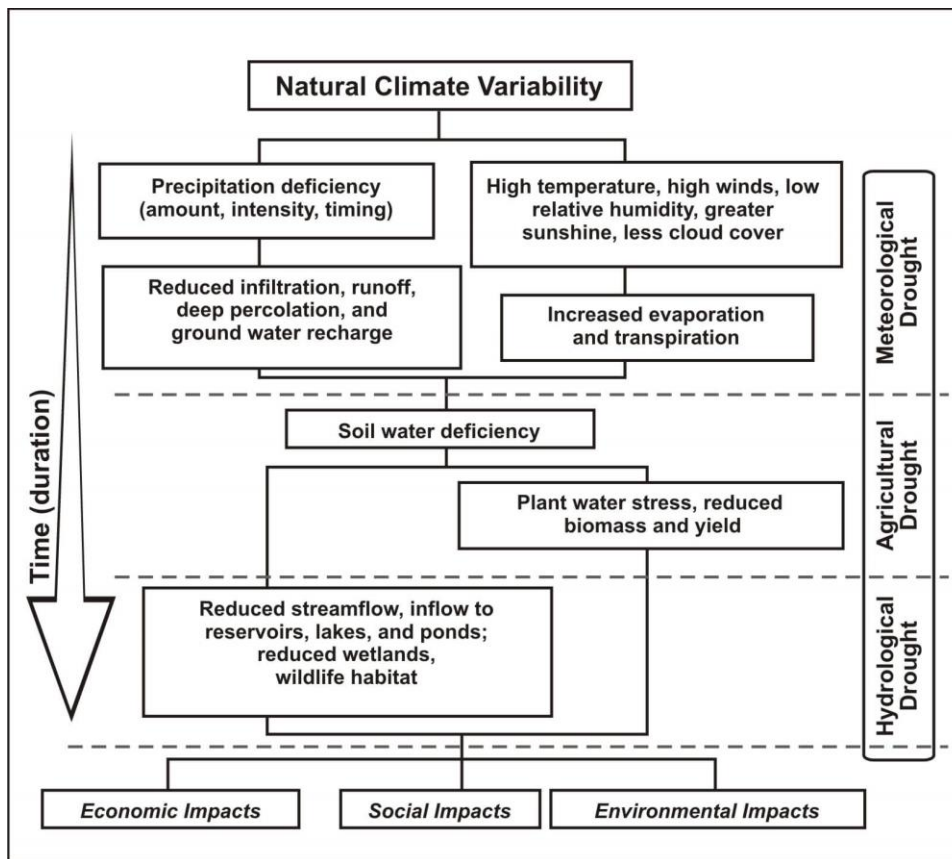 Natural Climate Variability
Precipitation deficiency
(amount, intensity, timing)
High temperature, high winds, low
relative humidity, greater
sunshine, less cloud cover
Reduced infiltration, runoff,
deep percolation, and
ground water recharge
Increased evaporation
and transpiration
Meteorological
Drought
Soil water deficiency
Plant water stress, reduced
biomass and yield
Agricultural
Drought
Time (duration)
Reduced streamflow, inflow to
reservoirs, lakes, and ponds;
reduced wetlands,
wildlife habitat
Hydrological
Drought
Economic Impacts
Social Impacts
Environmental Impacts